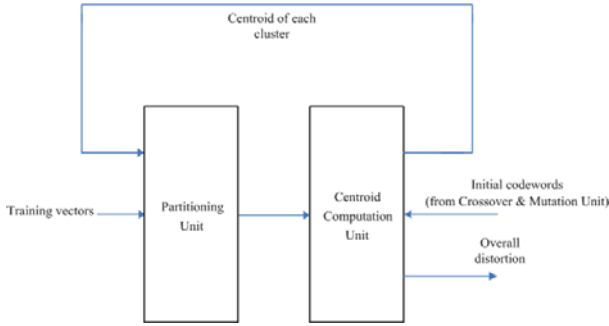 Centroid of each
cluster
Training vectors
Partitioning
Unit
Centroid
Computation
Unit
Initial codewords
(from Crossover & Mutation Unit)
Overall
distortion